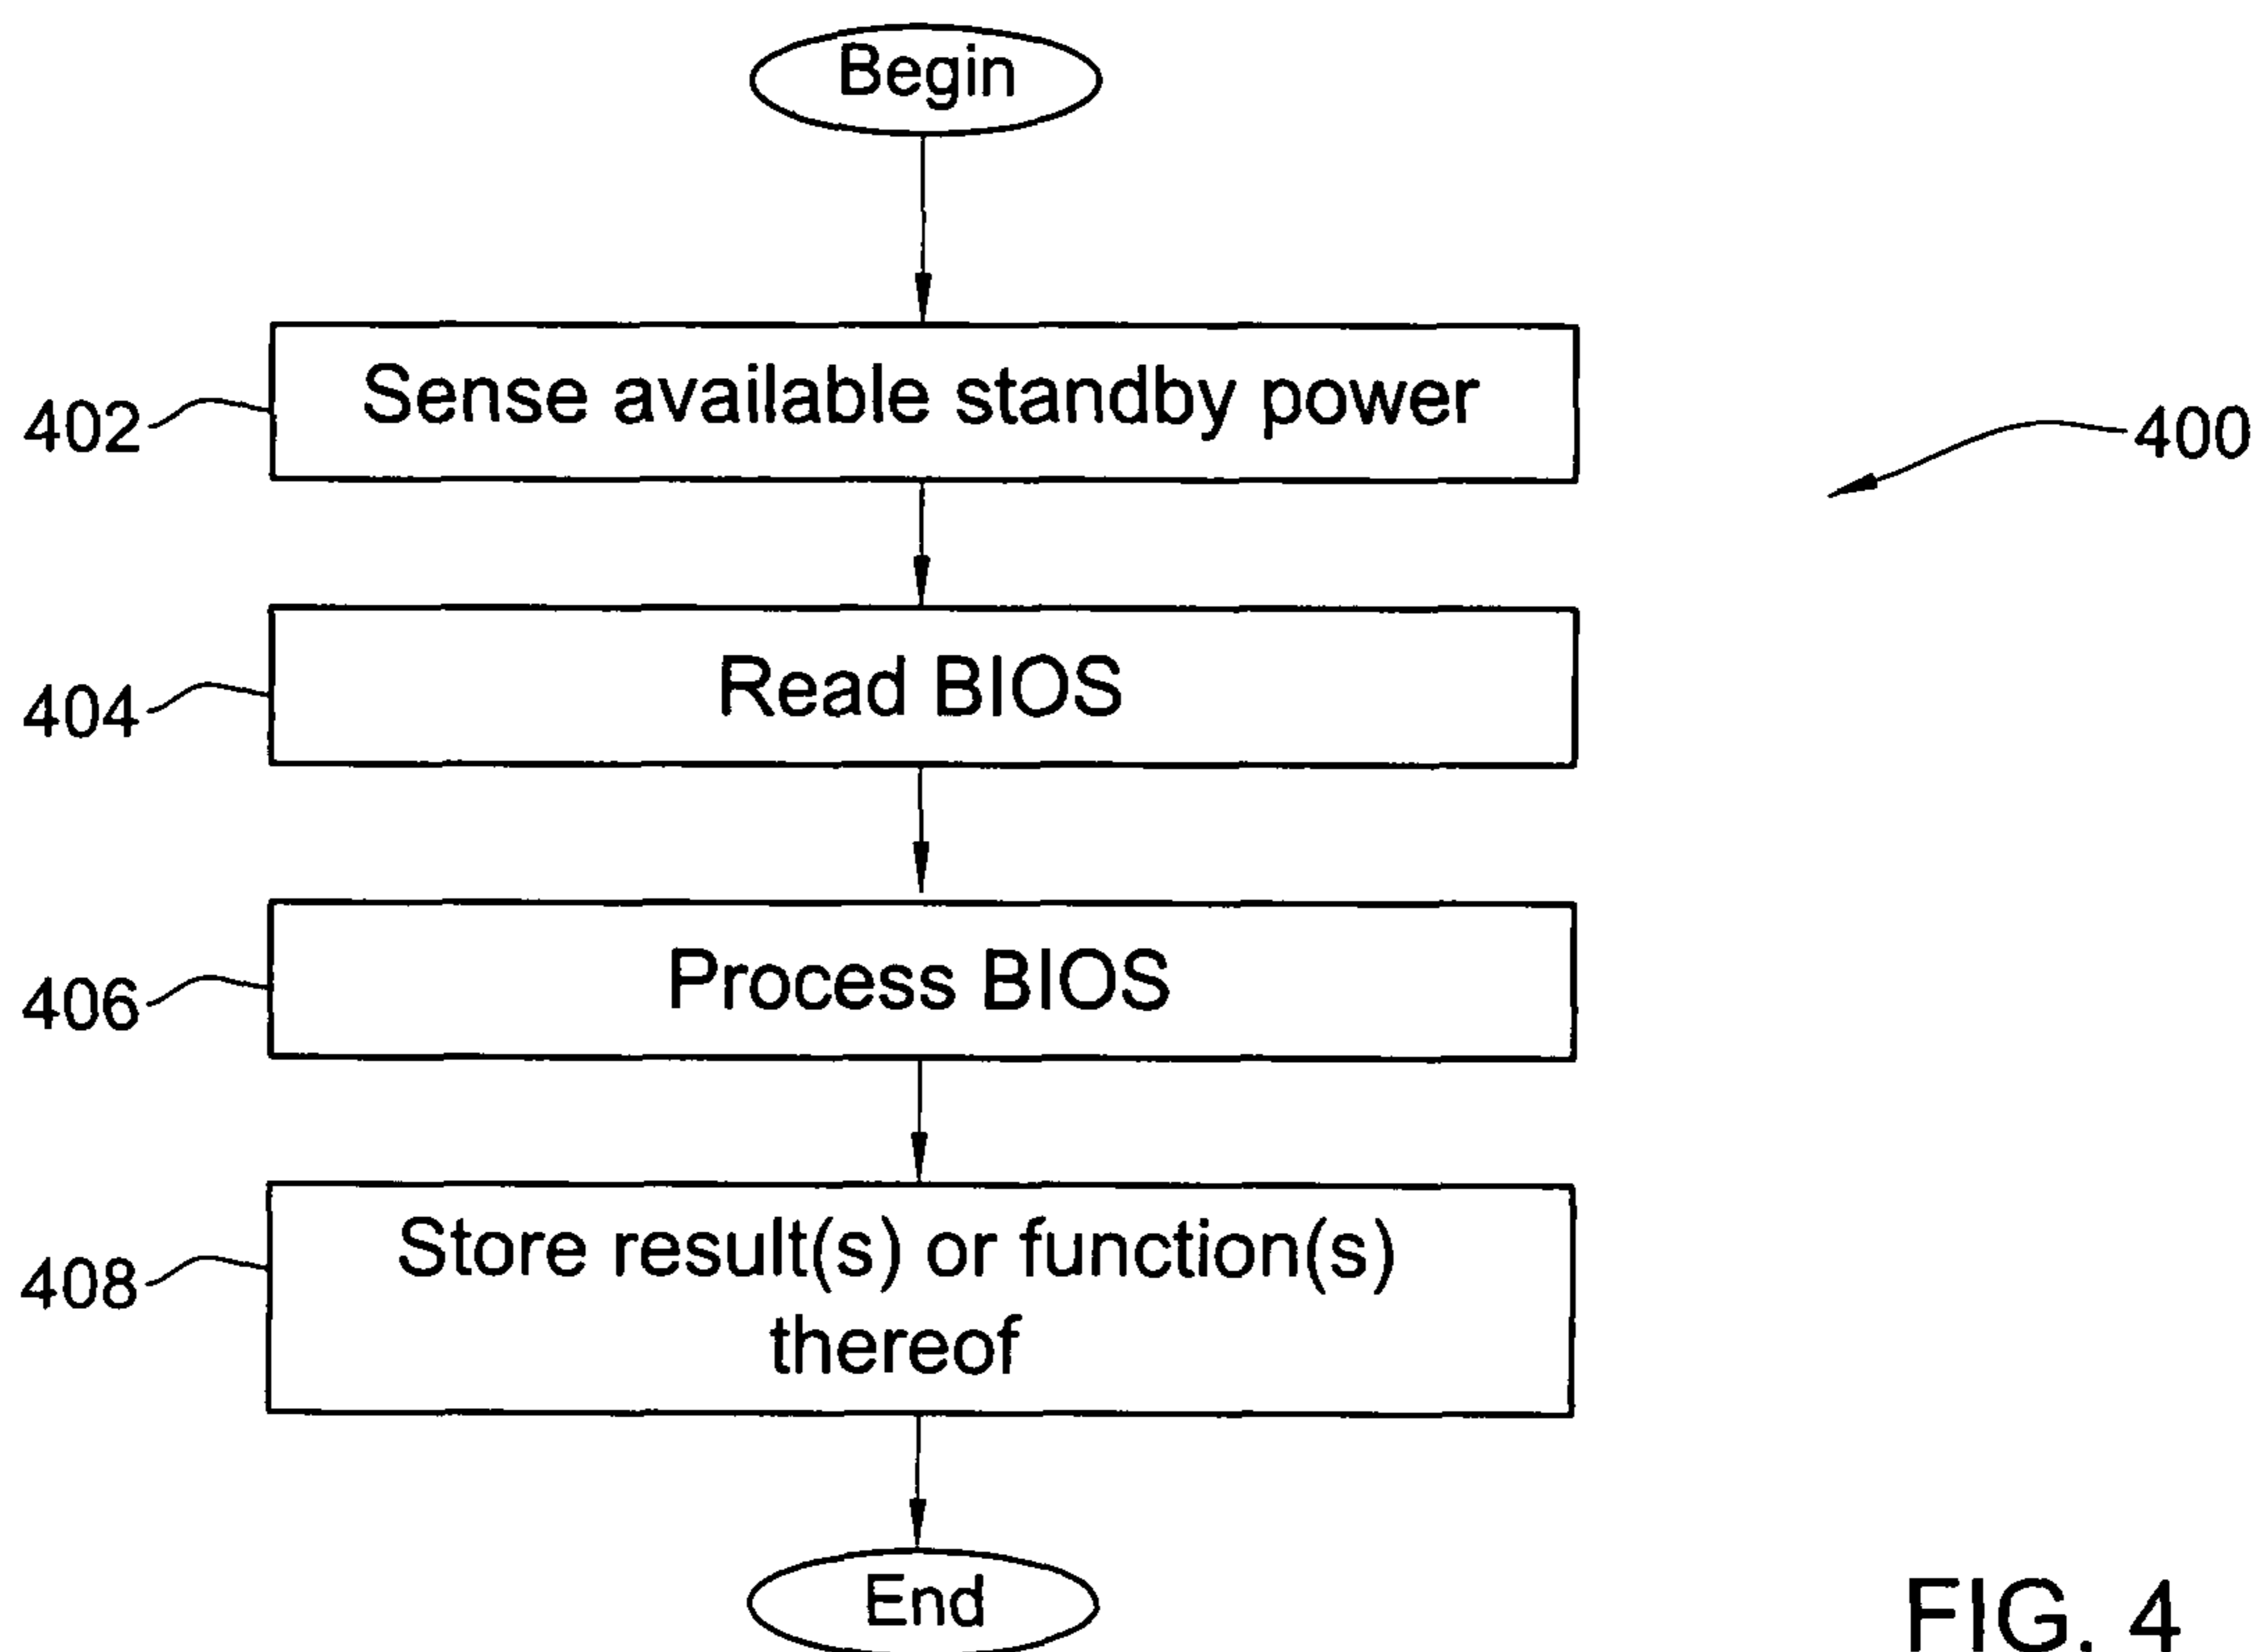 Begin
Sense available standby power
402
400
Read BIOS
404
Process BIOS
406
Store result(s) or function(s)
thereof
408
End
FIG. 4